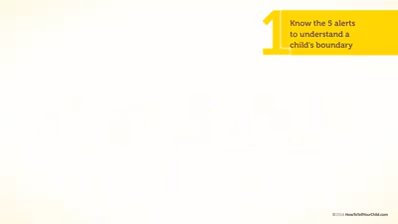 1
Know the 5 alerts
to understand a
child's boundary
©2016 HowToTellYourChild.com